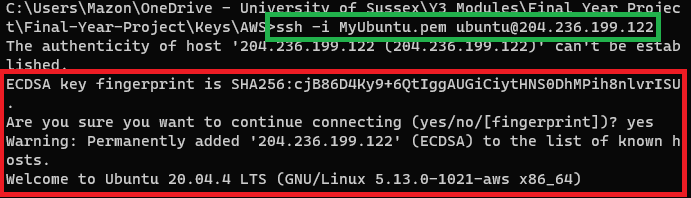 C:\Users\Mazon\OneDrive - University of Sussex\Y3 Modules\Final Year Projec
t\Final-Year-Project\Keys\AWS>ssh -i MyUbuntu.pem ubuntu@204.236.199.122
The authenticity of host '204.236.199.122 (204.236.199.122)' can't be estab
lished.
ECDSA key fingerprint is SHA256:cjB86D4Ky9+6QtIggAUGiCiytHNS0DhMPih8nlvrISU
.
Are you sure you want to continue connecting (yes/no/[fingerprint])? yes
Warning: Permanently added '204.236.199.122' (ECDSA) to the list of known h
osts.
Welcome to Ubuntu 20.04.4 LTS (GNU/Linux 5.13.0-1021-aws x86_64)